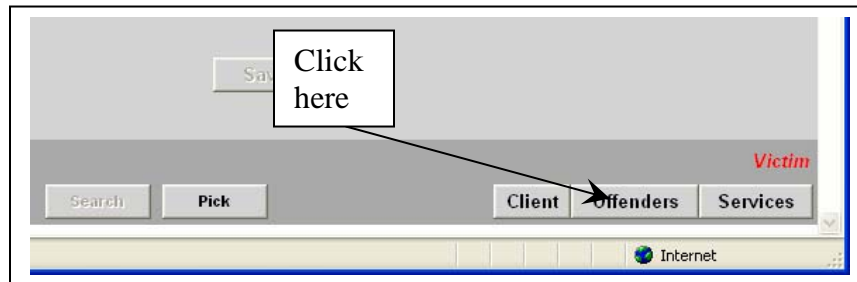 Click
here
Victim
Search
Pick
Client
Offenders
Services
Internet